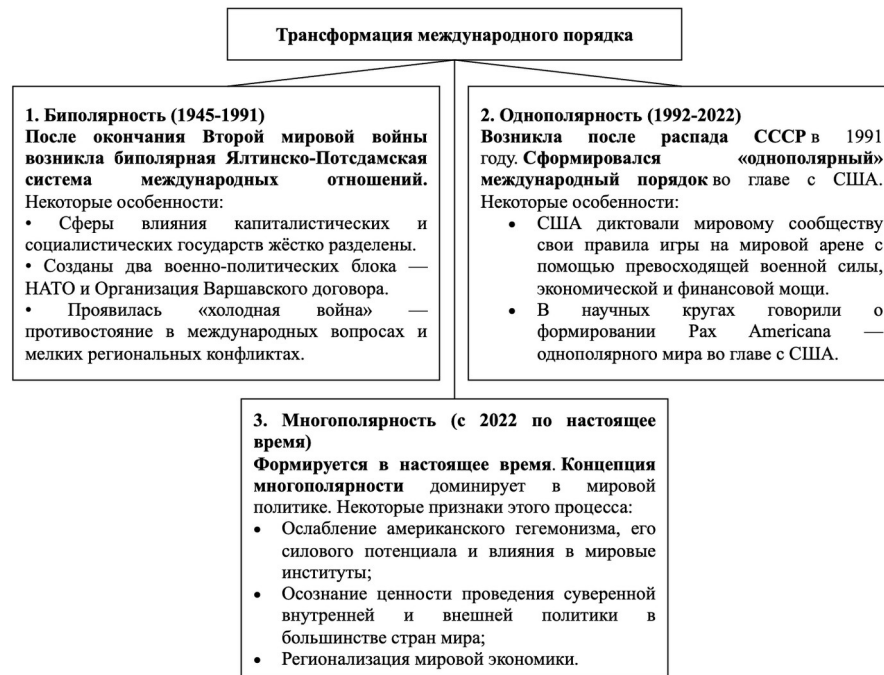 Трансформация международного порядка
1. Биполярность (1945-1991)
После окончания Второй мировой войны
возникла биполярная Ялтинско-Потсдамская
система международных отношений.
Некоторые особенности:
• Сферы влияния капиталистических и
социалистических государств жёстко разделены.
• Созданы два военно-политических блока —
НАТО и Организация Варшавского договора.
• Проявилась «холодная война» —
противостояние в международных вопросах и
мелких региональных конфликтах.
2. Однополярность (1992-2022)
Возникла после распада СССР в 1991
году. Сформировался «однополярный»
международный порядок во главе с США.
Некоторые особенности:
• США диктовали мировому сообществу
свои правила игры на мировой арене с
помощью превосходящей военной силы,
экономической и финансовой мощи.
• В научных кругах говорили о
формировании Pax Americana —
однополярного мира во главе с США.
3. Многополярность (с 2022 по настоящее
время)
Формируется в настоящее время. Концепция
многополярности доминирует в мировой
политике. Некоторые признаки этого процесса:
• Ослабление американского гегемонизма, его
силового потенциала и влияния в мировые
институты;
• Осознание ценности проведения суверенной
внутренней и внешней политики в
большинстве стран мира;
• Регионализация мировой экономики.